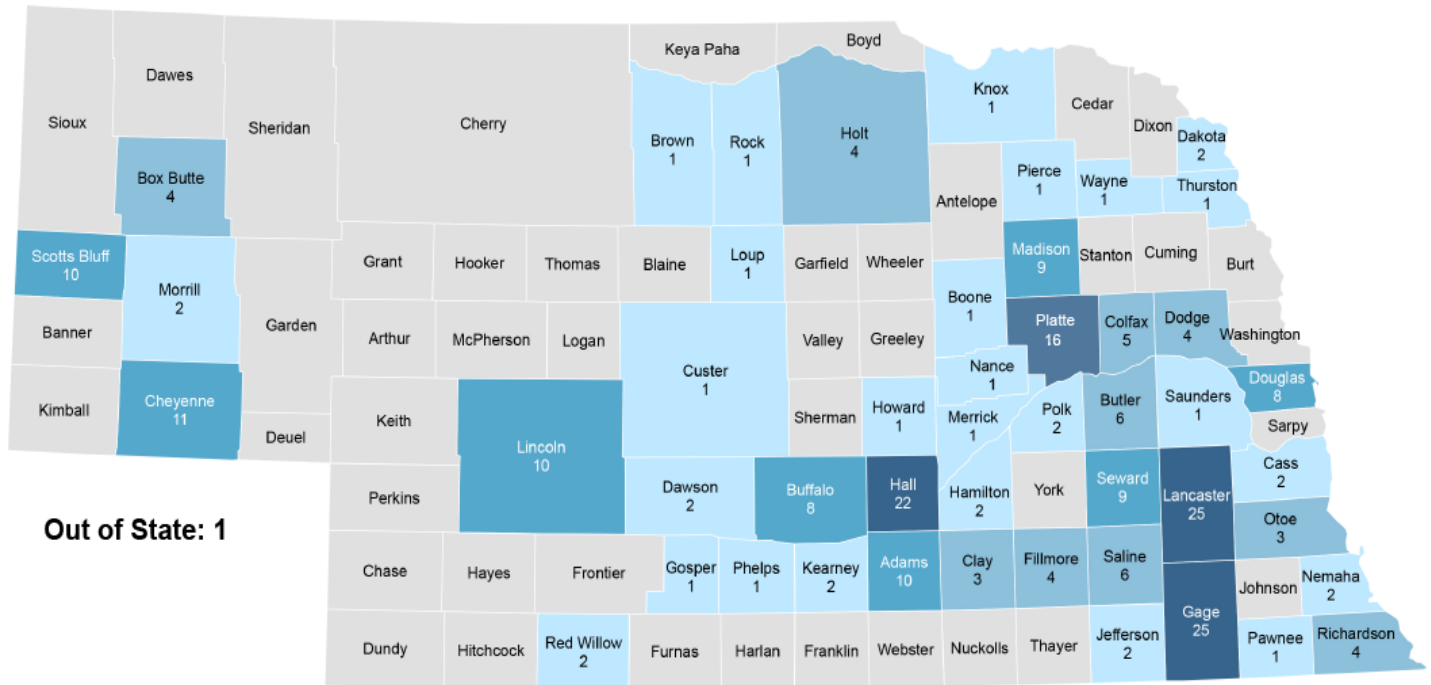 Sioux
Dawes
Sheridan
Cherry
Keya Paha
Boyd
Knox
1
Cedar
Dixon
Dakota
2
Box Butte
4
Brown
1
Rock
1
Holt
4
Antelope
Pierce
1
Wayne
1
Thurston
1
Scotts Bluff
10
Morrill
2
Garden
Grant
Hooker
Thomas
Blaine
Loup
1
Garfield
Wheeler
Madison
9
Stanton
Cuming
Burt
Banner
Arthur
McPherson
Logan
Custer
1
Valley
Greeley
Boone
1
Platte
16
Colfax
5
Dodge
4
Washington
Nance
1
Kimball
Cheyenne
11
Deuel
Keith
Lincoln
10
Sherman
Howard
1
Merrick
1
Polk
2
Butler
6
Saunders
1
Douglas
8
Sarpy
Perkins
Dawson
2
Buffalo
8
Hall
22
Hamilton
2
York
Seward
9
Lancaster
25
Cass
2
Otoe
3
Out of State: 1
Chase
Hayes
Frontier
Gosper
1
Phelps
1
Kearney
2
Adams
10
Clay
3
Fillmore
4
Saline
6
Gage
25
Johnson
Nemaha
2
Dundy
Hitchcock
Red Willow
2
Furnas
Harlan
Franklin
Webster
Nuckolls
Thayer
Jefferson
2
Pawnee
1
Richardson
4